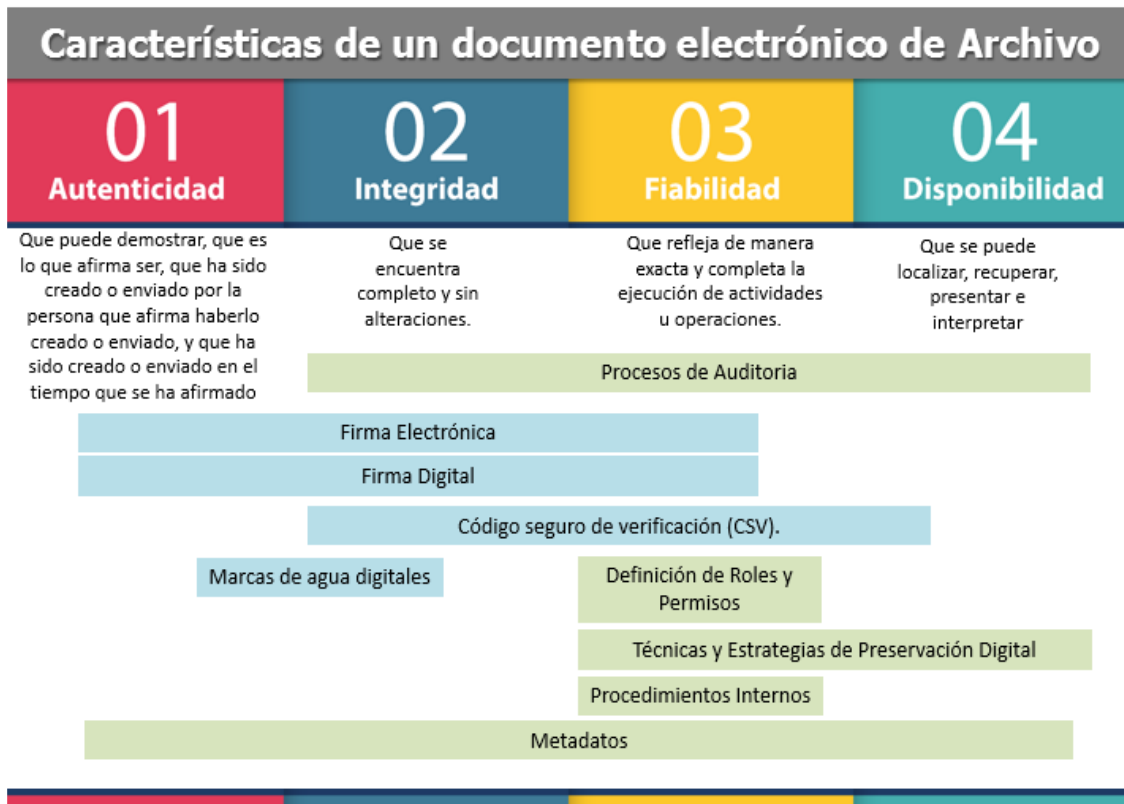 Características de un documento electrónico de Archivo
01
Autenticidad
02
Integridad
03
Fiabilidad
04
Disponibilidad
Que puede demostrar, que es
lo que afirma ser, que ha sido
creado o enviado por la
persona que afirma haberlo
creado o enviado, y que ha
sido creado o enviado en el
tiempo que se ha afirmado
Que se
encuentra
completo y sin
alteraciones.
Que refleja de manera
exacta y completa la
ejecución de actividades
u operaciones.
Que se puede
localizar, recuperar,
presentar e
interpretar
Procesos de Auditoria
Firma Electrónica
Firma Digital
Código seguro de verificación (CSV).
Marcas de agua digitales
Definición de Roles y
Permisos
Técnicas y Estrategias de Preservación Digital
Procedimientos Internos
Metadatos